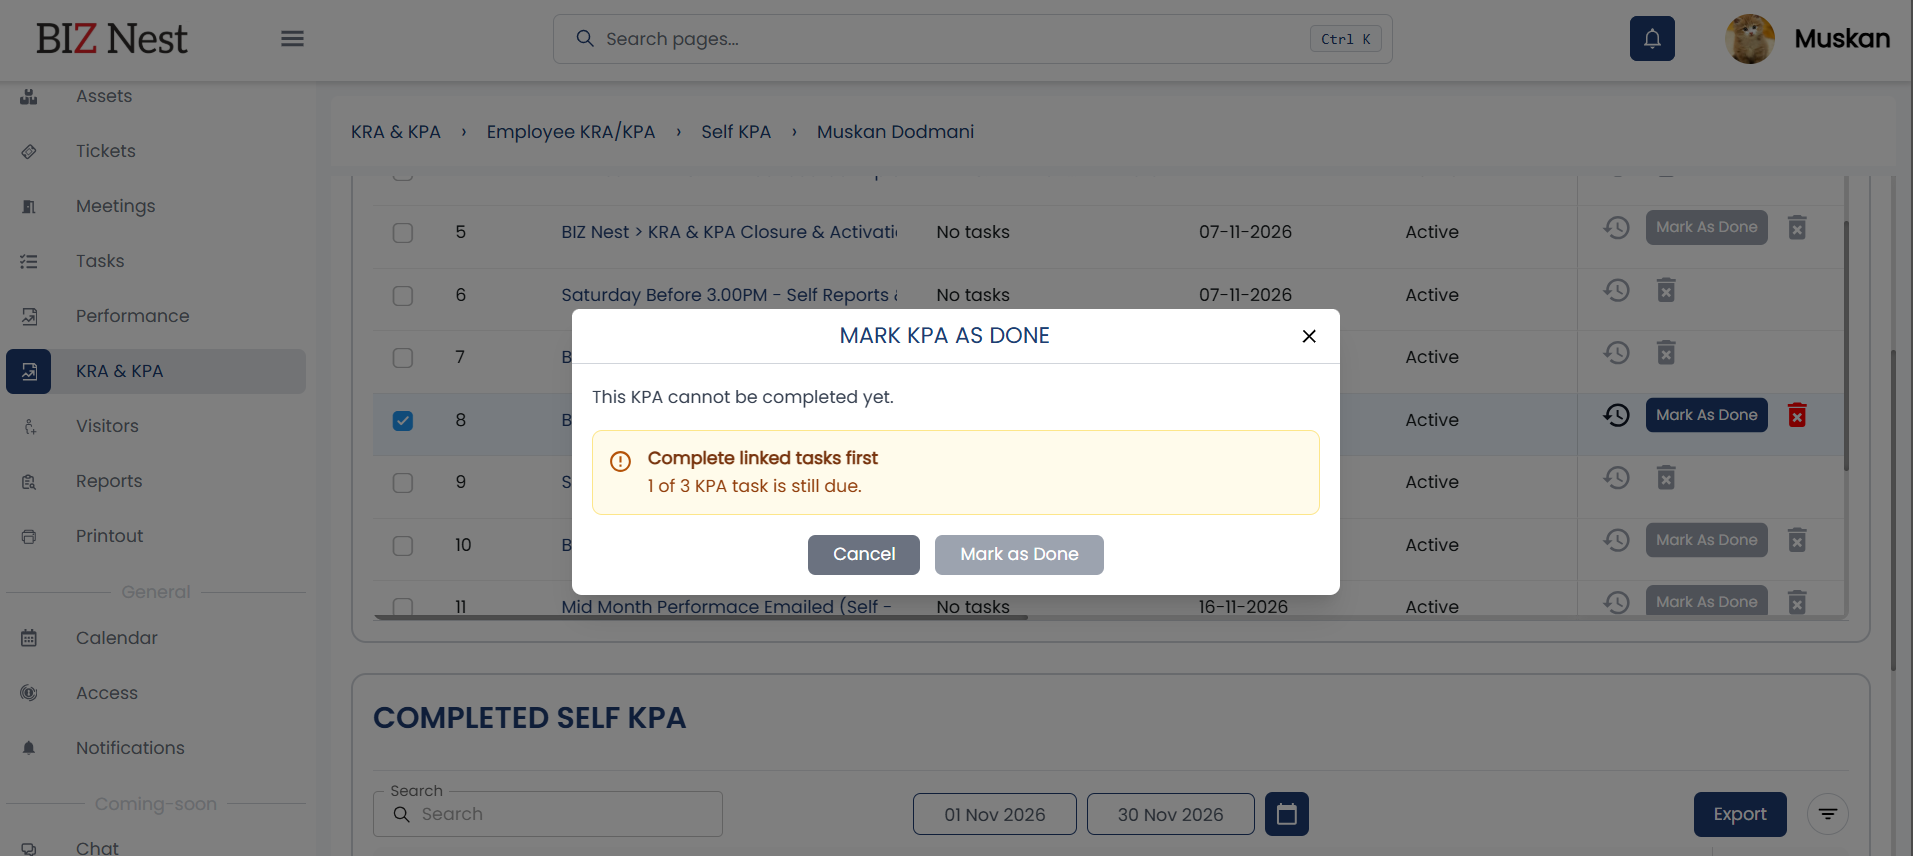 BIZ Nest
Search pages...
Ctrl K
Muskan
Assets
Tickets
Meetings
Tasks
Performance
KRA & KPA
Visitors
Reports
Printout
General
Calendar
Access
Notifications
Coming-soon
Chat
KRA & KPA › Employee KRA/KPA › Self KPA › Muskan Dodmani
5 BIZ Nest > KRA & KPA Closure & Activati No tasks 07-11-2026 Active Mark As Done
6 Saturday Before 3.00PM - Self Reports & No tasks 07-11-2026 Active
7 B Active
8 B Active Mark As Done
9 S Active
10 B Active Mark As Done
11 Mid Month Performace Emailed (Self - No tasks 16-11-2026 Active Mark As Done
MARK KPA AS DONE
This KPA cannot be completed yet.
Complete linked tasks first
1 of 3 KPA task is still due.
Cancel Mark as Done
COMPLETED SELF KPA
Search
Search
01 Nov 2026 30 Nov 2026
Export